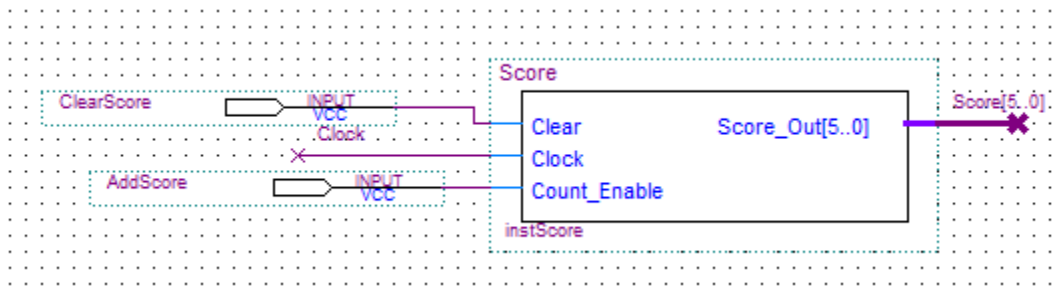 Score
ClearScore
INPUT
VCC
Score[5..0]
Clear
Score_Out[5..0]
Clock
Clock
AddScore
INPUT
VCC
Count_Enable
instScore